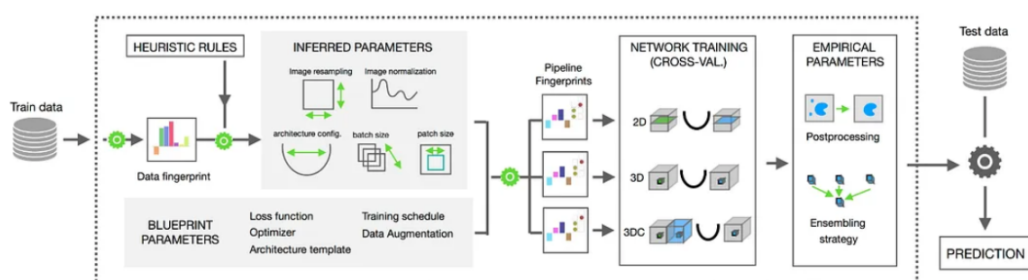 Train data
HEURISTIC RULES
Data fingerprint
INFERRED PARAMETERS
Image resampling
Image normalization
architecture config.
batch size
patch size
BLUEPRINT
PARAMETERS
Loss function
Optimizer
Architecture template
Training schedule
Data Augmentation
Pipeline
Fingerprints
NETWORK TRAINING
(CROSS-VAL.)
2D
3D
3DC
EMPIRICAL
PARAMETERS
Postprocessing
Ensembling
strategy
Test data
PREDICTION